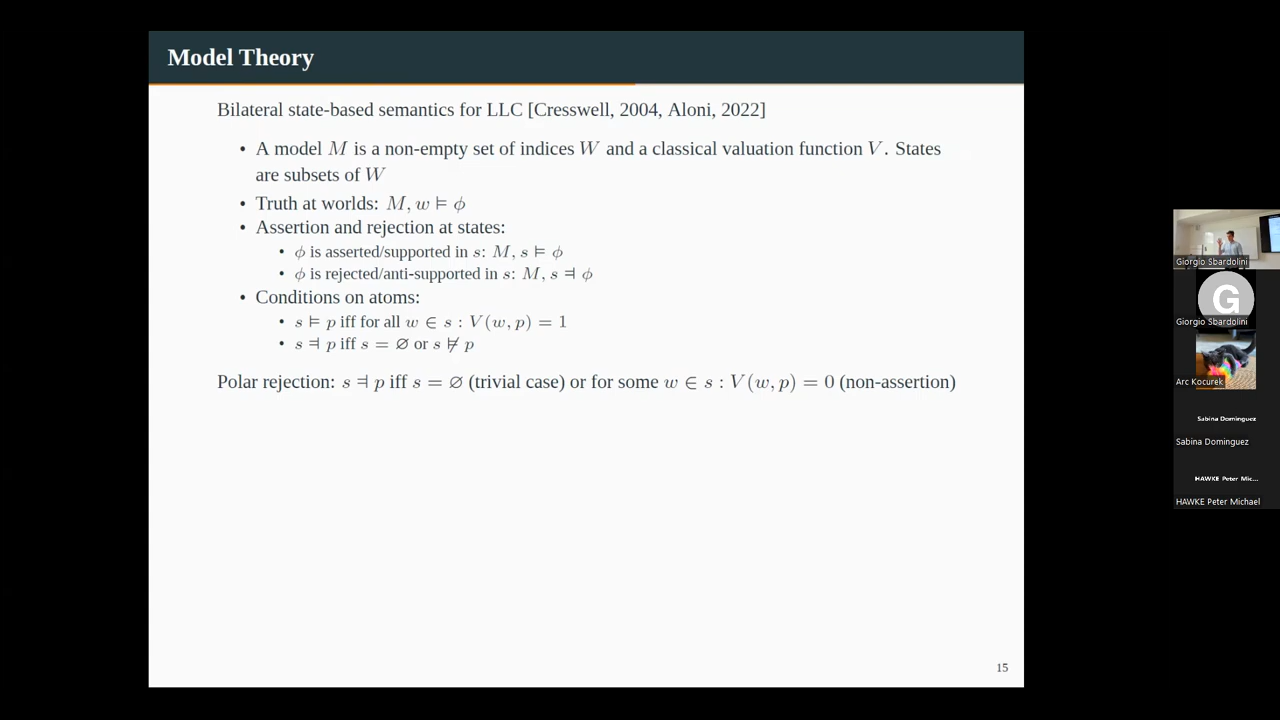 Model Theory
Bilateral state-based semantics for LLC [Cresswell, 2004, Aloni, 2022]
• A model M is a non-empty set of indices W and a classical valuation function V. States
are subsets of W
• Truth at worlds: M, w ⊨ ϕ
• Assertion and rejection at states:
• ϕ is asserted/supported in s: M, s ⊨ ϕ
• ϕ is rejected/anti-supported in s: M, s ⫤ ϕ
• Conditions on atoms:
• s ⊨ p iff for all w ∈ s : V(w, p) = 1
• s ⫤ p iff s = ∅ or s ⊭ p
Polar rejection: s ⫤ p iff s = ∅ (trivial case) or for some w ∈ s : V(w, p) = 0 (non-assertion)
15
Giorgio Sbardolini
G
Giorgio Sbardolini
Arc Kocurek
Sabina Dominguez
Sabina Dominguez
HAWKE Peter Mic...
HAWKE Peter Michael